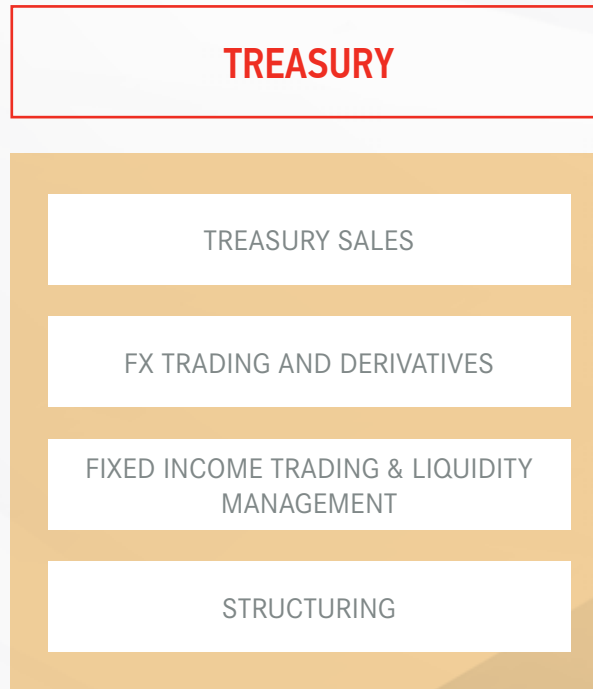 TREASURY
TREASURY SALES
FX TRADING AND DERIVATIVES
FIXED INCOME TRADING & LIQUIDITY
MANAGEMENT
STRUCTURING